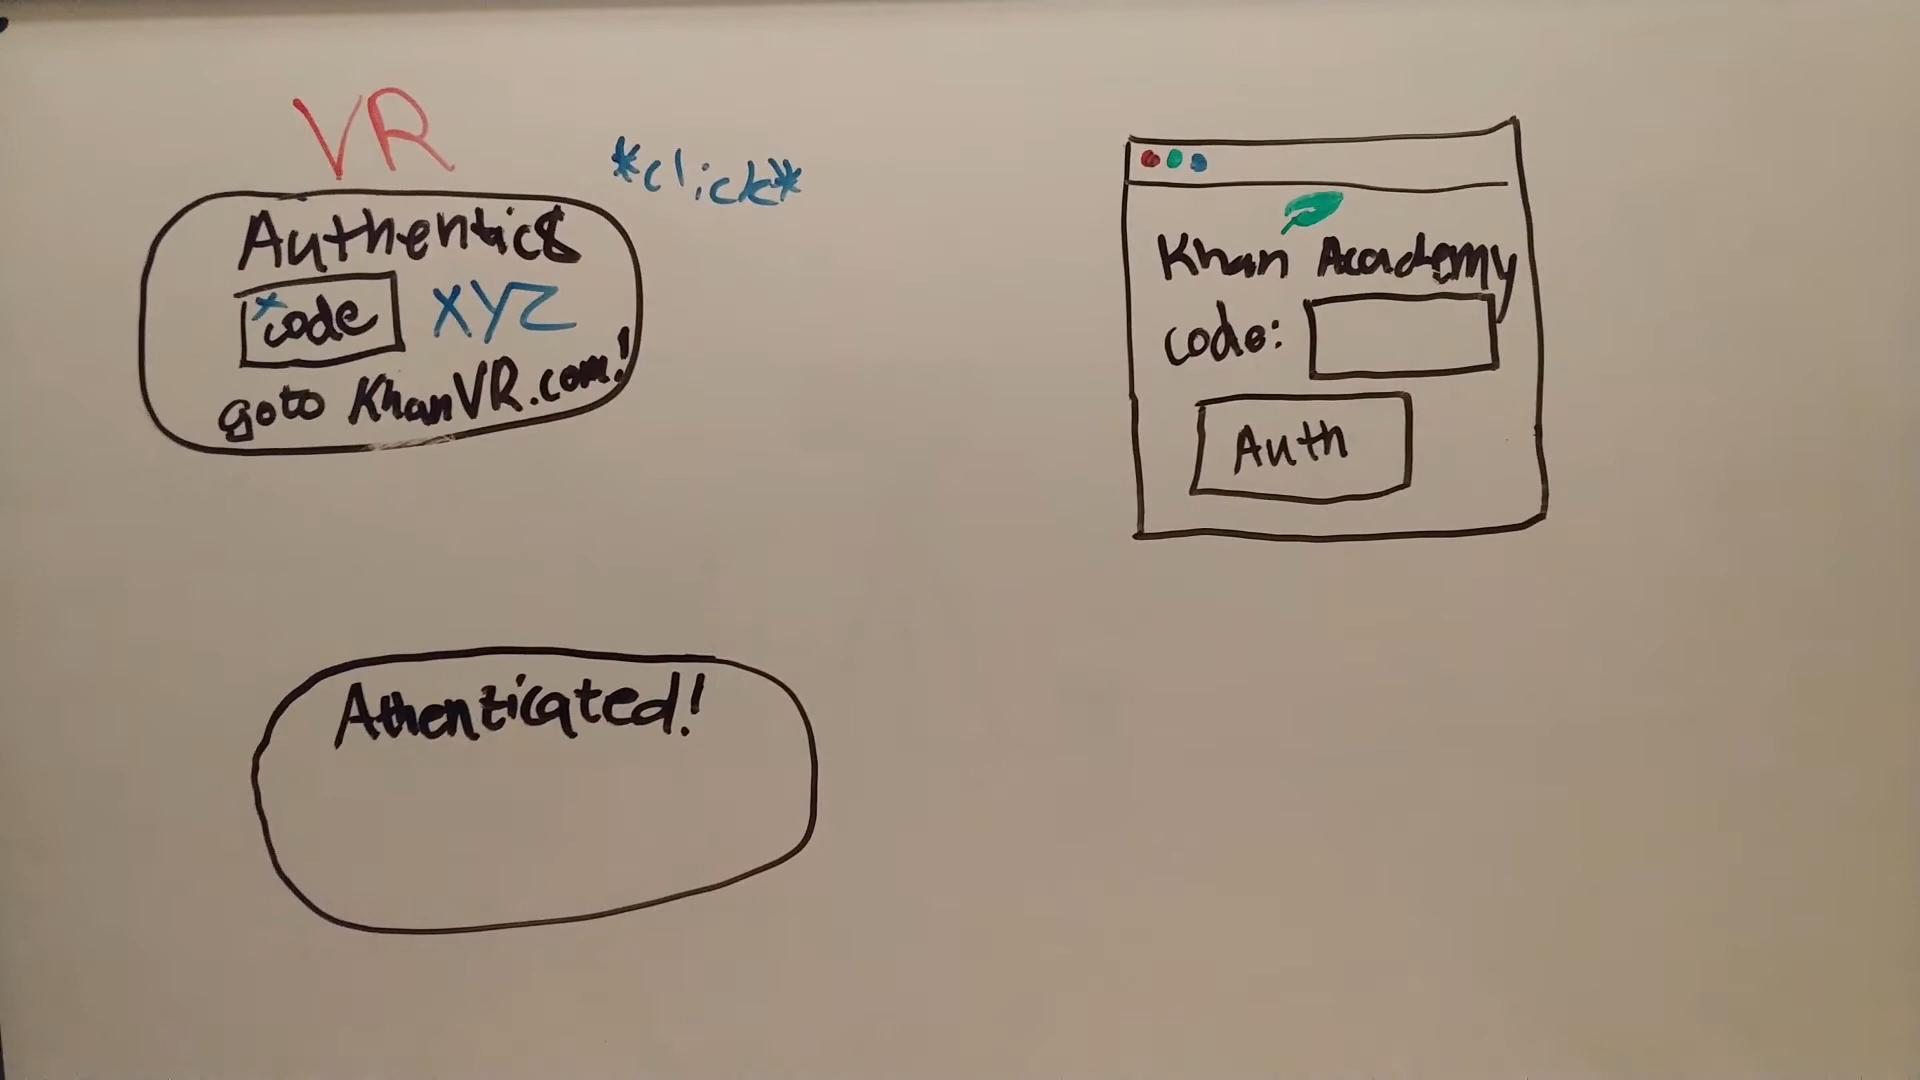 VR
*click*
Authentic8
code XYZ
goto KhanVR.com!
Khan Academy
code:
Auth
Athenticated!